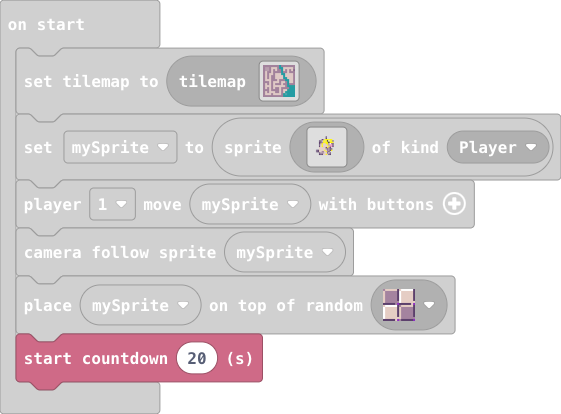 on start
set tilemap to tilemap
set mySprite to sprite of kind Player
player 1 move mySprite with buttons
camera follow sprite mySprite
place mySprite on top of random
start countdown 20 (s)